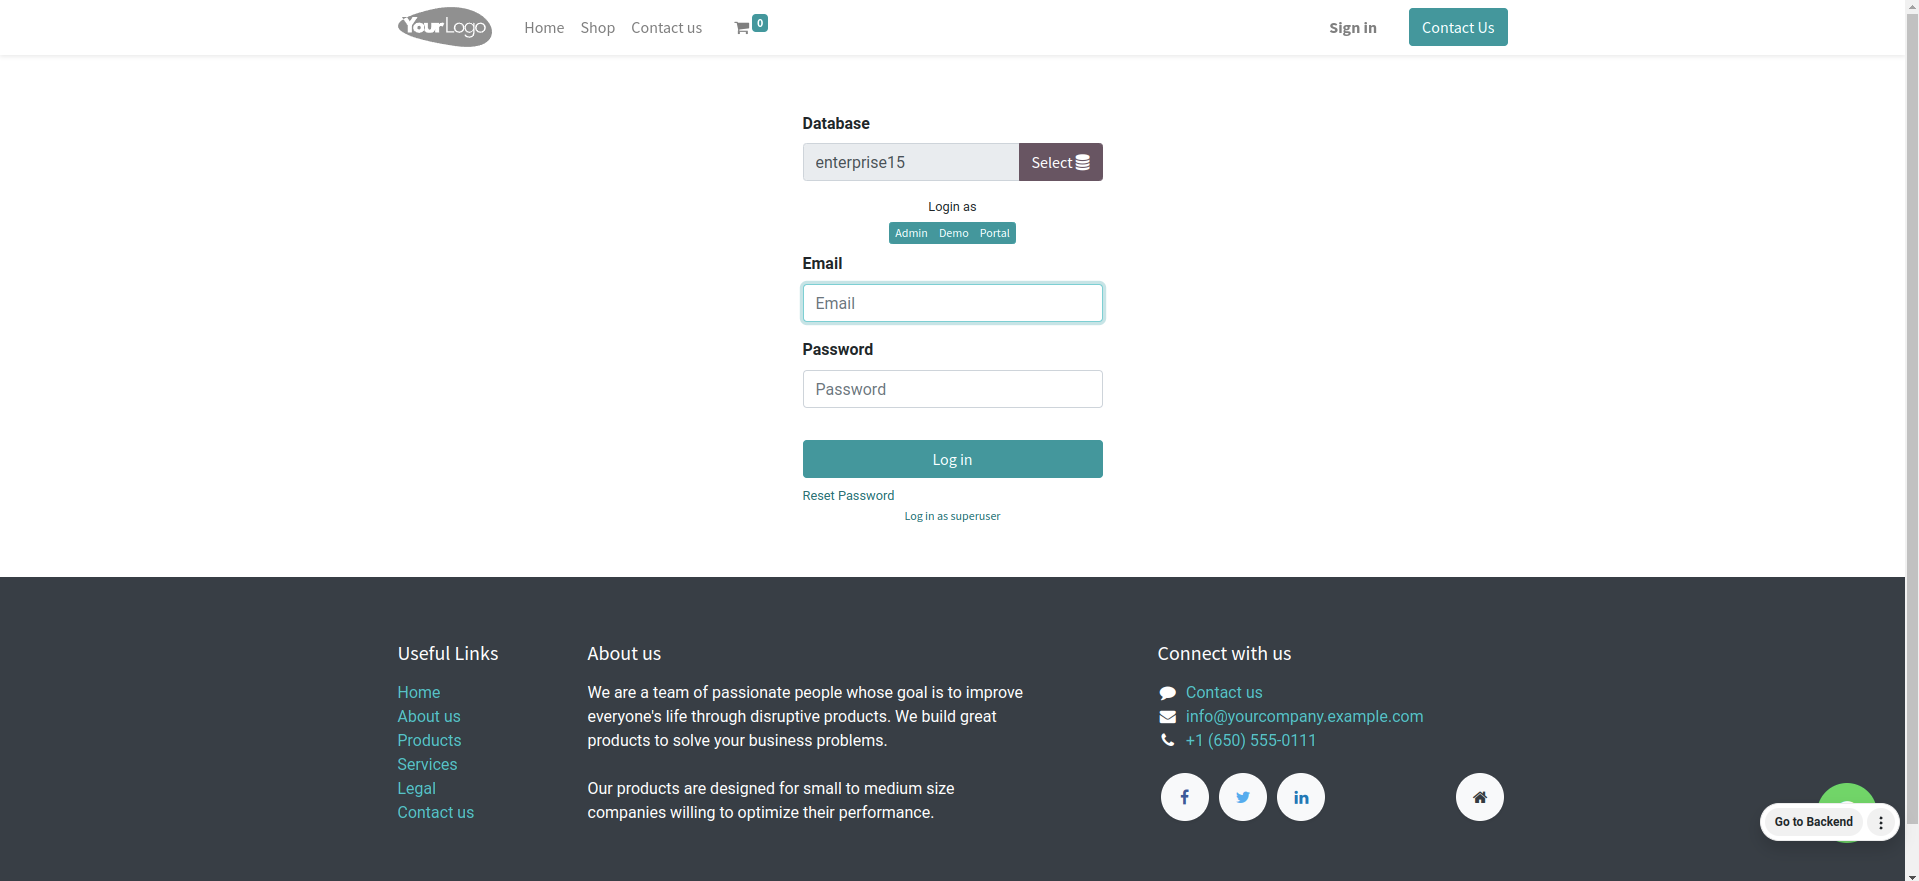 YourLogo
Home
Shop
Contact us
0
Sign in
Contact Us
Database
enterprise15
Select
Login as
Admin Demo Portal
Email
Email
Password
Password
Log in
Reset Password
Log in as superuser
Useful Links
Home
About us
Products
Services
Legal
Contact us
About us
We are a team of passionate people whose goal is to improve
everyone's life through disruptive products. We build great
products to solve your business problems.
Our products are designed for small to medium size
companies willing to optimize their performance.
Connect with us
Contact us
info@yourcompany.example.com
+1 (650) 555-0111
Go to Backend